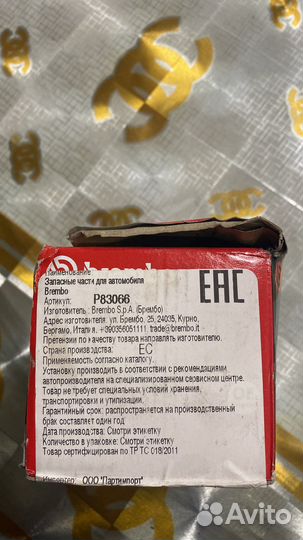 brembo
Наименование
Запасные части для автомобиля
Brembo
Артикул: P83066
EAC
Изготовитель: Brembo S.p.A. (Брембо)
Адрес изготовителя: ул. Брембо, 25, 24035, Курно,
Бергамо, Италия. +390356051111, trade@brembo.it
Претензии по качеству товара направлять изготовителю.
Страна производства: EC
Применяемость согласно каталогу.
Установку производить в соответствии с рекомендациями
автопроизводителя на специализированном сервисном центре.
Товар не требует специальных условий хранения,
транспортировки и утилизации.
Гарантийный срок: распространяется на производственный
брак составляет один год
Дата производства: Смотри этикетку
Количество в упаковке: Смотри этикетку
Товар сертифицирован по ТР ТС 018/2011
Импортер: ООО "Партимпорт"
Avito